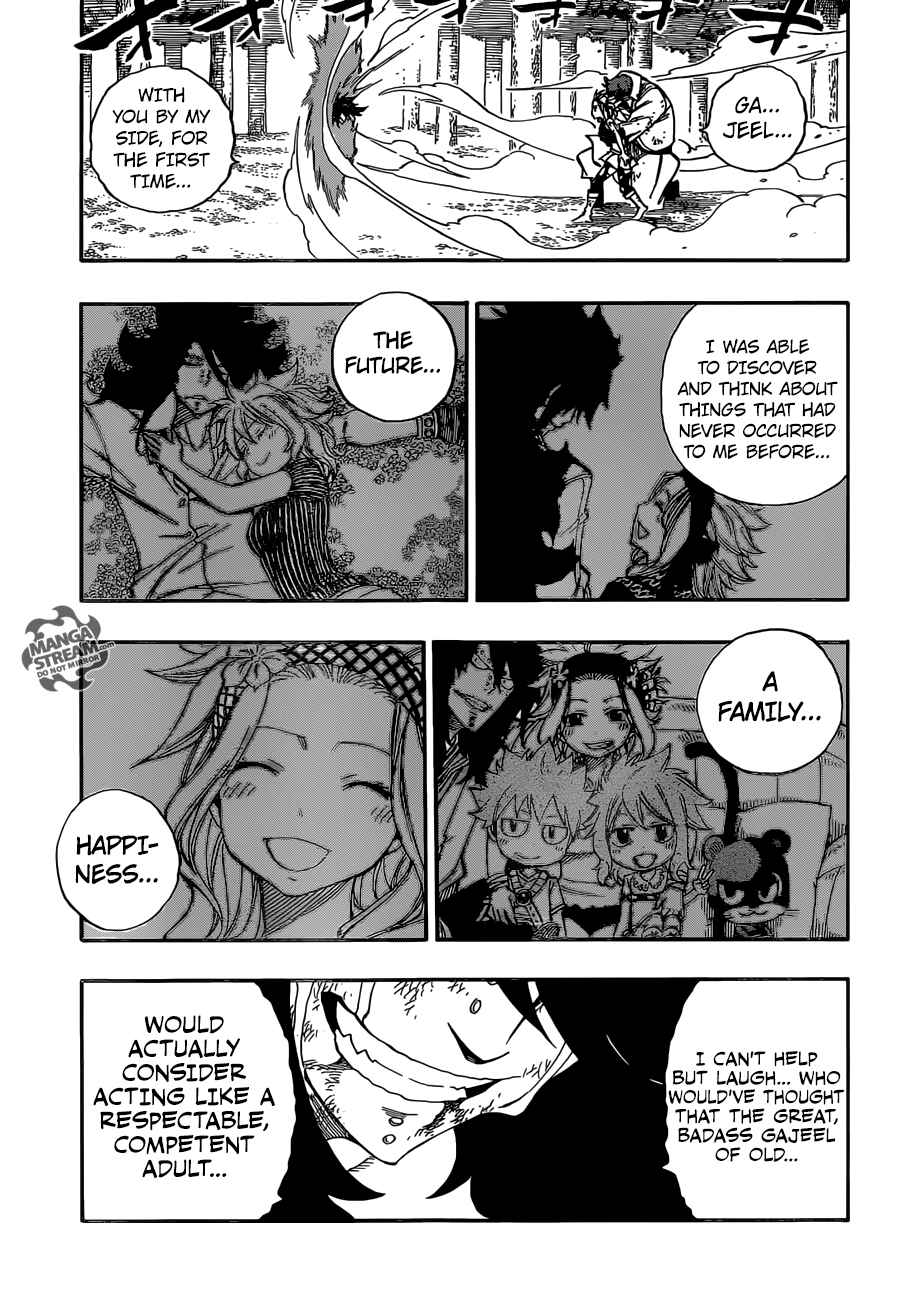 GA...
JEEL...
WITH
YOU BY MY
SIDE, FOR
THE FIRST
TIME...
I WAS ABLE
TO DISCOVER
AND THINK ABOUT
THINGS THAT HAD
NEVER OCCURRED
TO ME BEFORE...
THE
FUTURE...
A
FAMILY...
HAPPI-
NESS...
MANGA
STREAM.com
DO NOT MIRROR
I CAN'T HELP
BUT LAUGH... WHO
WOULD'VE THOUGHT
THAT THE GREAT,
BADASS GAJEEL
OF OLD...
WOULD
ACTUALLY
CONSIDER
ACTING LIKE A
RESPECTABLE,
COMPETENT
ADULT...